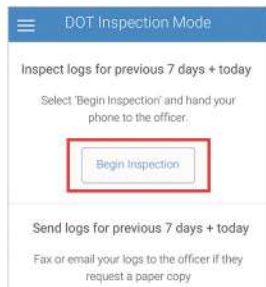 DOT Inspection Mode
Inspect logs for previous 7 days + today
Select 'Begin Inspection' and hand your
phone to the officer.
Begin Inspection
Send logs for previous 7 days + today
Fax or email your logs to the officer if they
request a paper copy